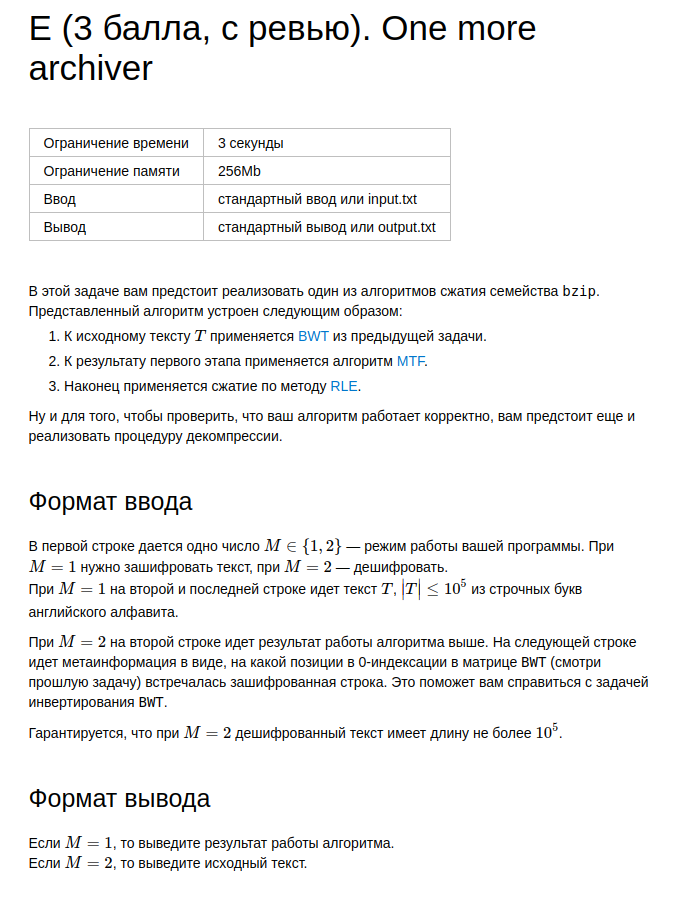 E (3 балла, с ревью). One more
archiver
Ограничение времени 3 секунды
Ограничение памяти 256Mb
Ввод стандартный ввод или input.txt
Вывод стандартный вывод или output.txt
В этой задаче вам предстоит реализовать один из алгоритмов сжатия семейства bzip.
Представленный алгоритм устроен следующим образом:
1. К исходному тексту T применяется BWT из предыдущей задачи.
2. К результату первого этапа применяется алгоритм MTF.
3. Наконец применяется сжатие по методу RLE.
Ну и для того, чтобы проверить, что ваш алгоритм работает корректно, вам предстоит еще и
реализовать процедуру декомпрессии.
Формат ввода
В первой строке дается одно число M ∈ {1, 2} — режим работы вашей программы. При
M = 1 нужно зашифровать текст, при M = 2 — дешифровать.
При M = 1 на второй и последней строке идет текст T, |T| ≤ 10⁵ из строчных букв
английского алфавита.
При M = 2 на второй строке идет результат работы алгоритма выше. На следующей строке
идет метаинформация в виде, на какой позиции в 0-индексации в матрице BWT (смотри
прошлую задачу) встречалась зашифрованная строка. Это поможет вам справиться с задачей
инвертирования BWT.
Гарантируется, что при M = 2 дешифрованный текст имеет длину не более 10⁵.
Формат вывода
Если M = 1, то выведите результат работы алгоритма.
Если M = 2, то выведите исходный текст.